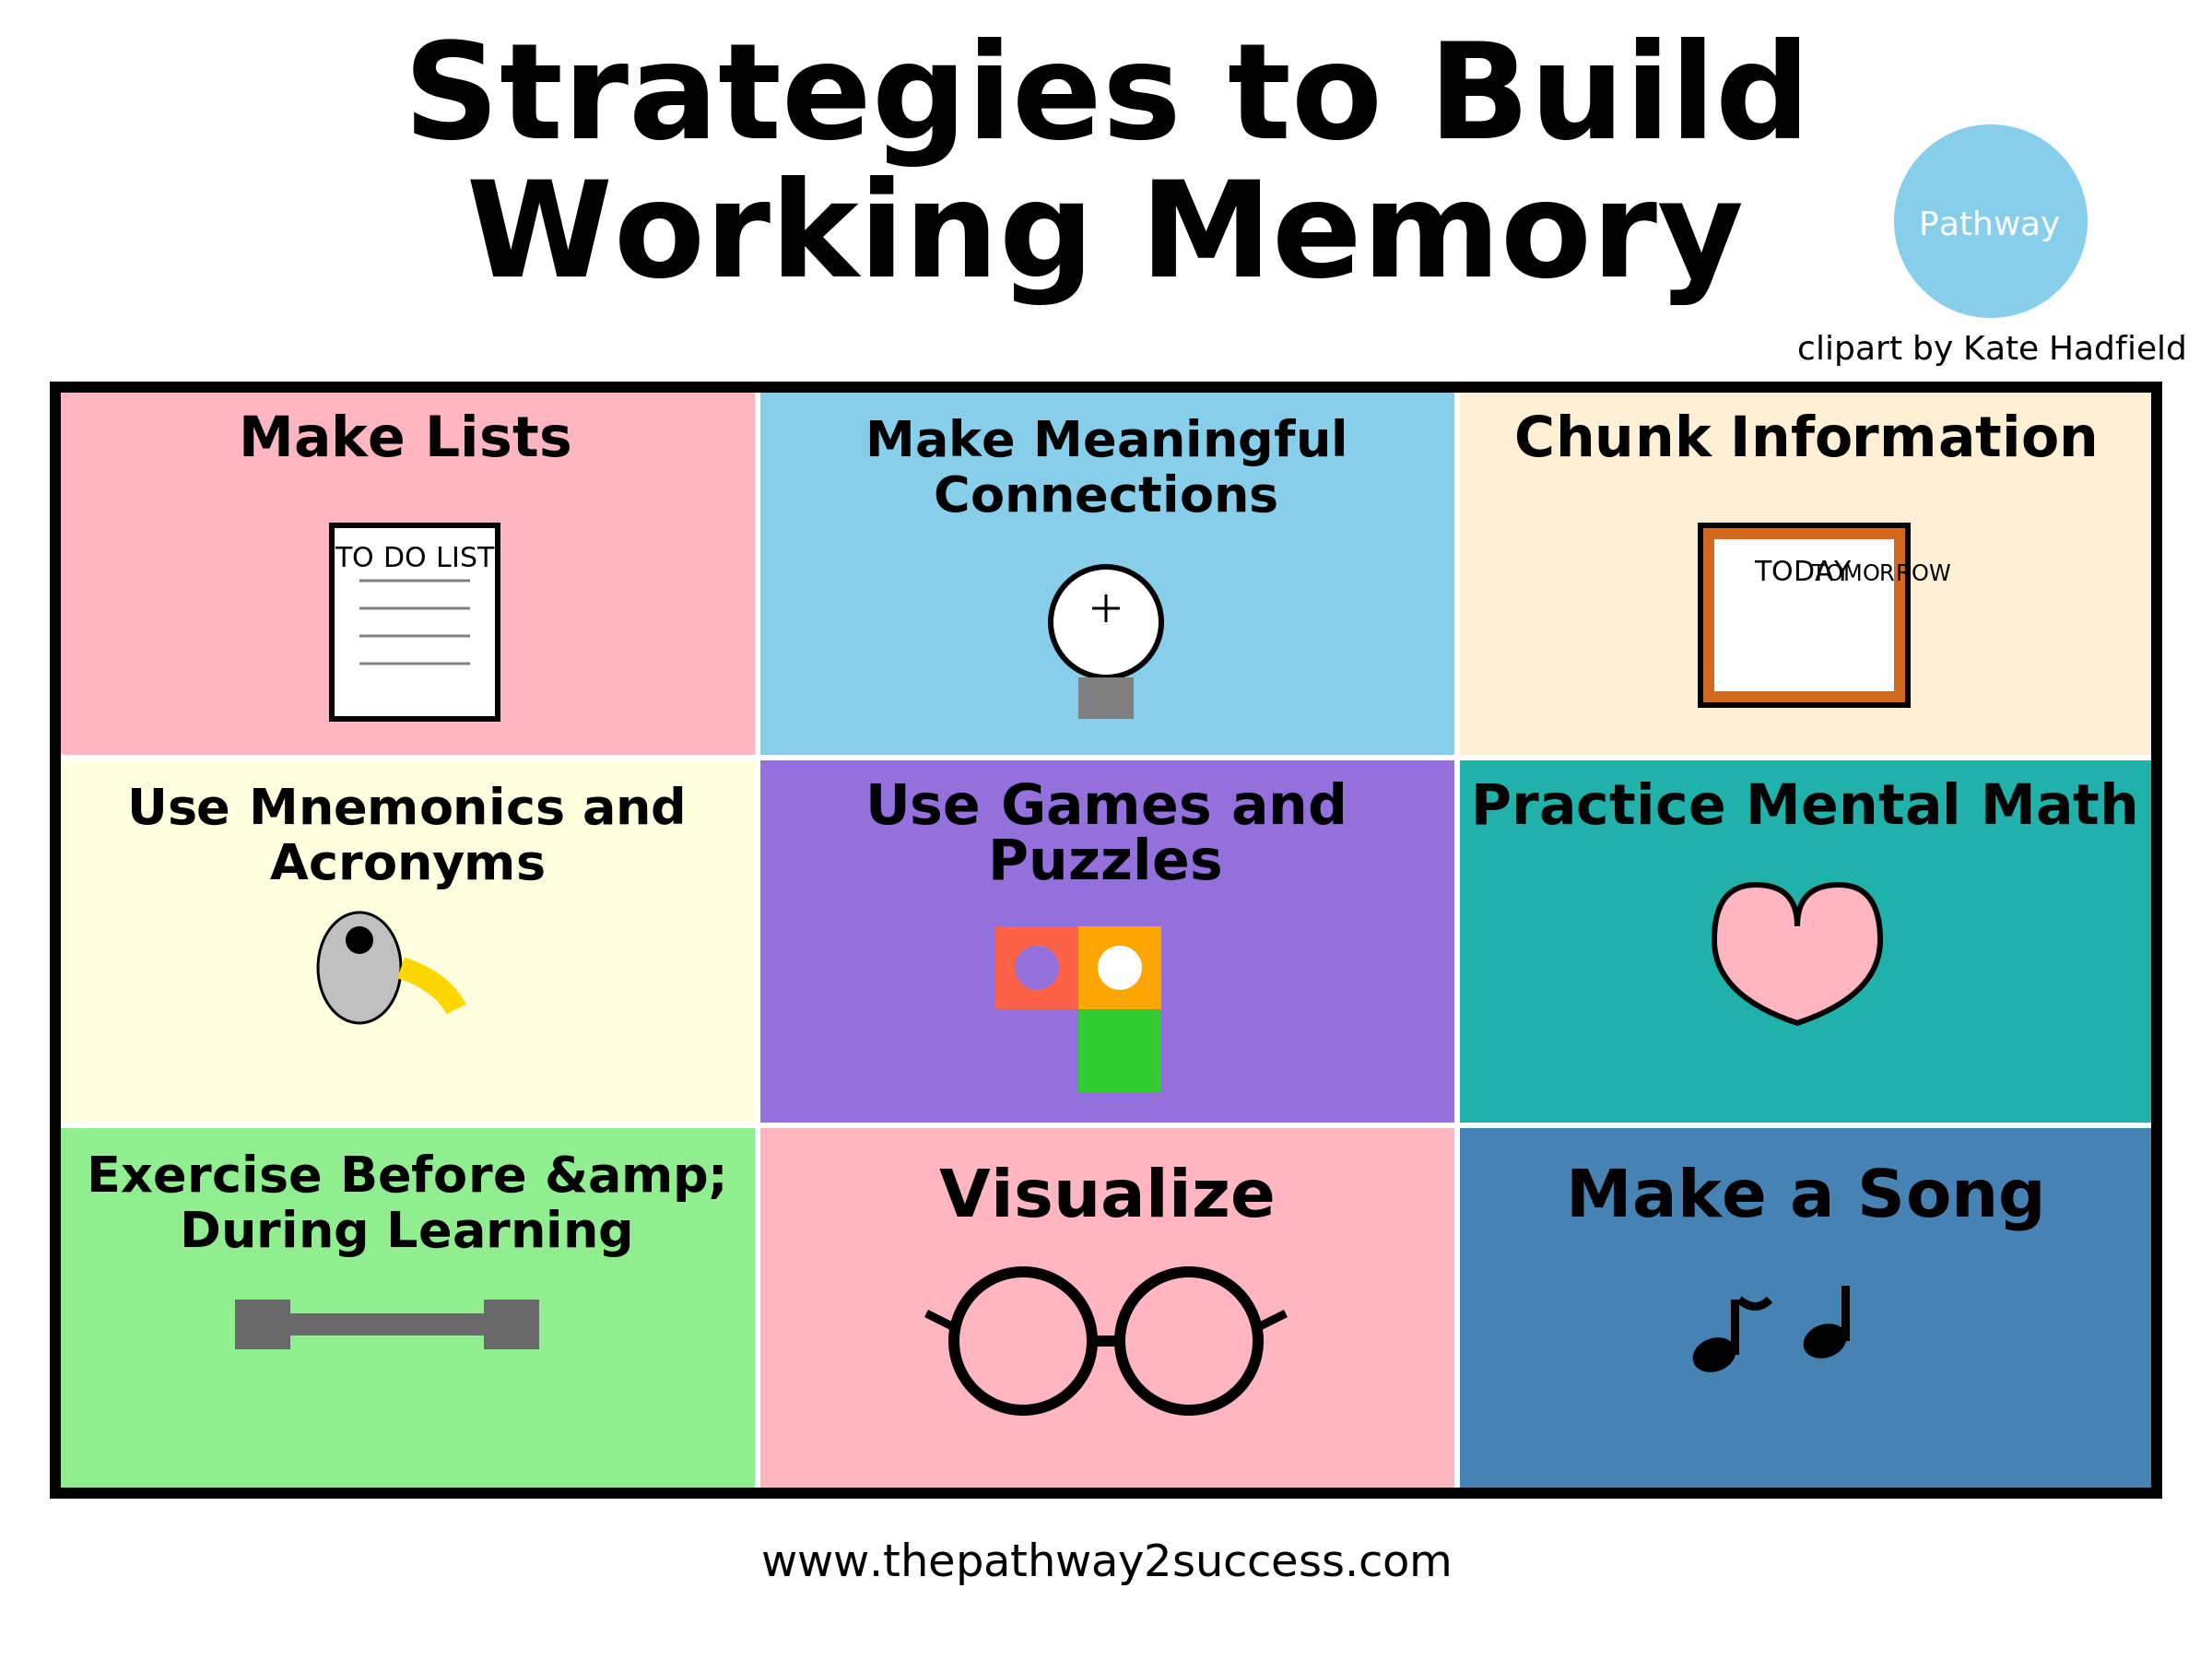 Strategies to Build
Working Memory
Pathway
clipart by Kate Hadfield
Make Lists
TO DO LIST
Make Meaningful
Connections
Chunk Information
TODAY
TOMORROW
Use Mnemonics and
Acronyms
Use Games and
Puzzles
Practice Mental Math
Exercise Before &amp;
During Learning
Visualize
Make a Song
www.thepathway2success.com